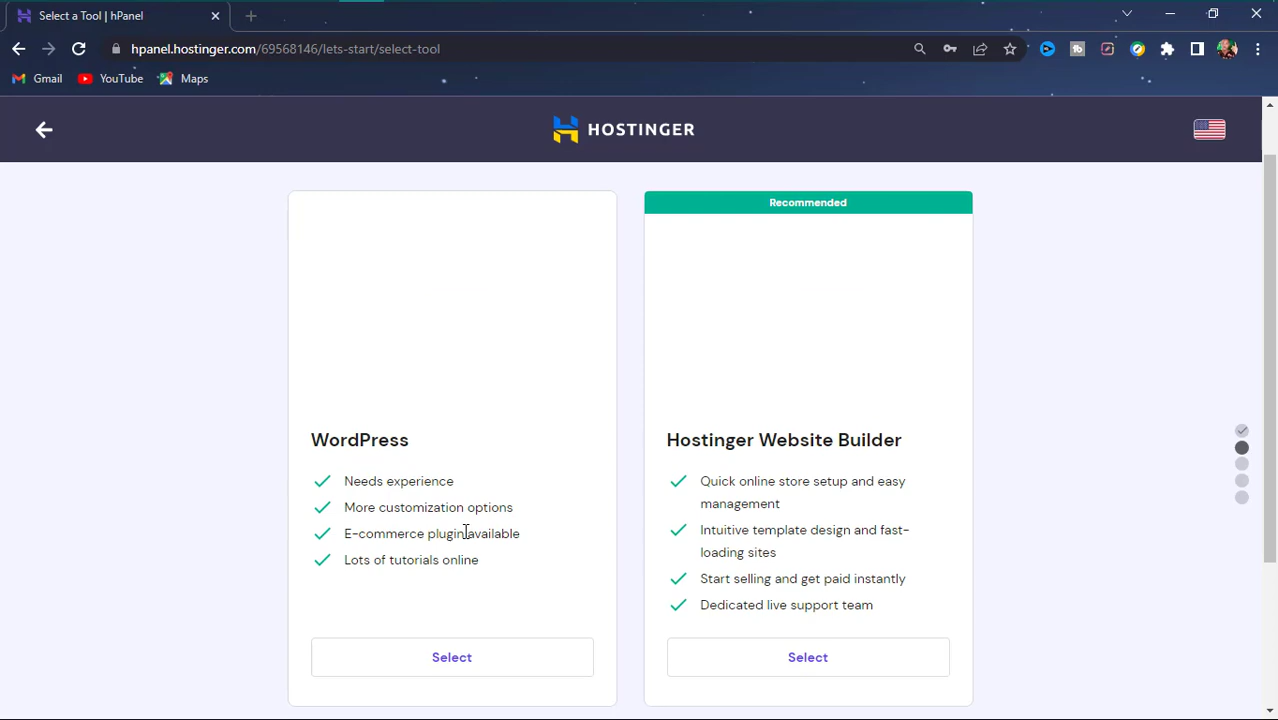 Select a Tool | hPanel
hpanel.hostinger.com/69568146/lets-start/select-tool
Gmail
YouTube
Maps
HOSTINGER
Recommended
WordPress
Needs experience
More customization options
E-commerce plugin available
Lots of tutorials online
Select
Hostinger Website Builder
Quick online store setup and easy
management
Intuitive template design and fast-
loading sites
Start selling and get paid instantly
Dedicated live support team
Select